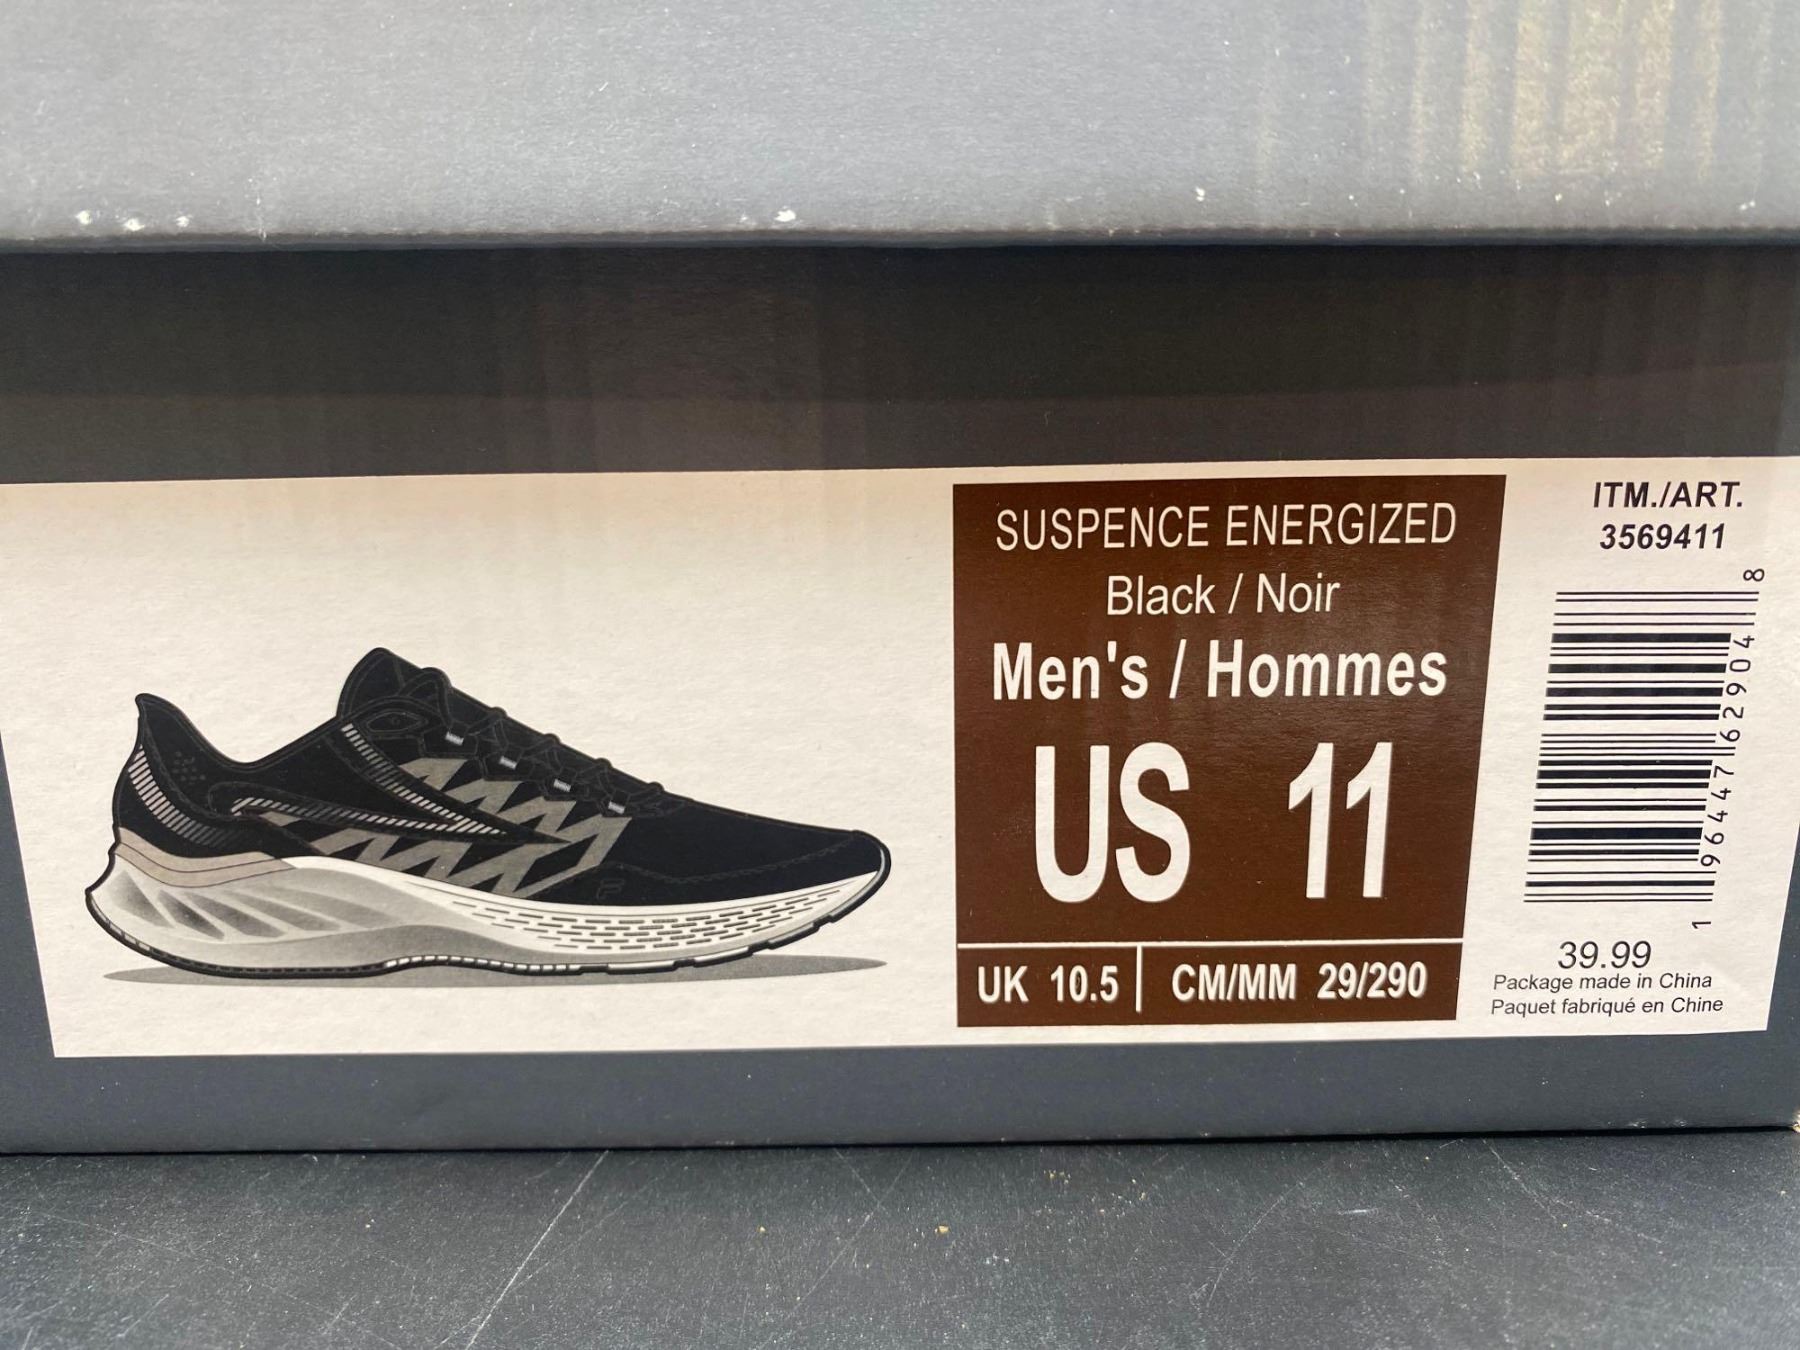 SUSPENCE ENERGIZED
Black / Noir
Men's / Hommes
US 11
UK 10.5
CM/MM 29/290
ITM./ART.
3569411
1 96447 62904 8
39.99
Package made in China
Paquet fabriqué en Chine